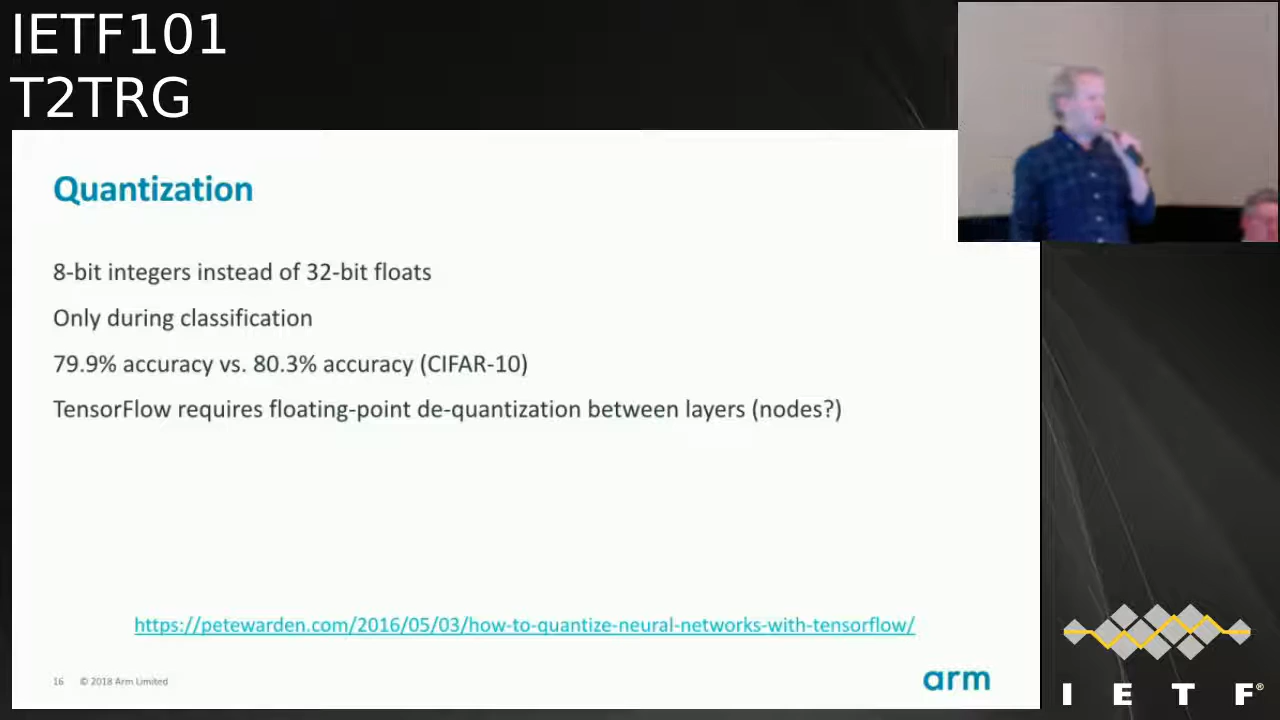 IETF101
T2TRG
Quantization
8-bit integers instead of 32-bit floats
Only during classification
79.9% accuracy vs. 80.3% accuracy (CIFAR-10)
TensorFlow requires floating-point de-quantization between layers (nodes?)
https://petewarden.com/2016/05/03/how-to-quantize-neural-networks-with-tensorflow/
16 © 2018 Arm Limited
arm
I E T F®